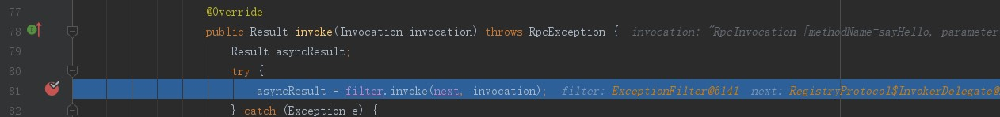 77 @Override
78 public Result invoke(Invocation invocation) throws RpcException { invocation: "RpcInvocation [methodName=sayHello, parameter
79 Result asyncResult;
80 try {
81 asyncResult = filter.invoke(next, invocation); filter: ExceptionFilter@6141 next: RegistryProtocol$InvokerDelegate@
82 } catch (Exception e) {